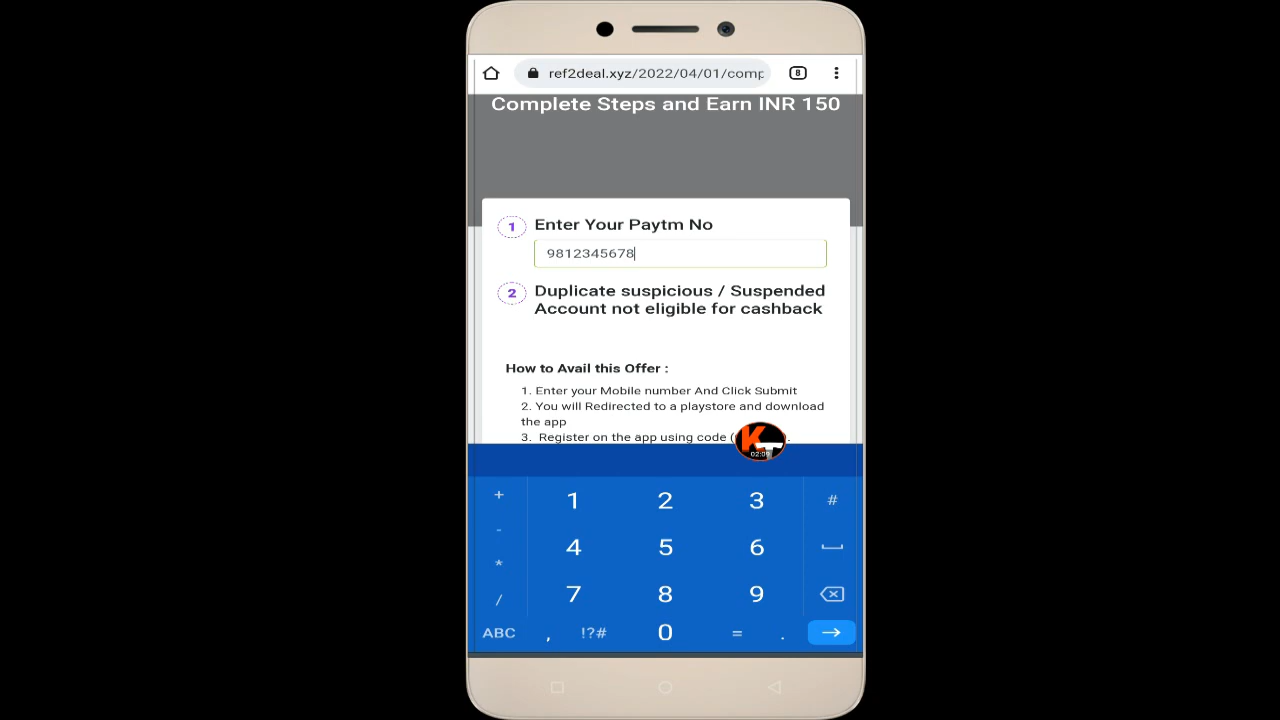 ref2deal.xyz/2022/04/01/comp
8
Complete Steps and Earn INR 150
1
Enter Your Paytm No
9812345678
2
Duplicate suspicious / Suspended
Account not eligible for cashback
How to Avail this Offer :
1. Enter your Mobile number And Click Submit
2. You will Redirected to a playstore and download
the app
3. Register on the app using code (
K
02:09
+ 1 2 3 #
- 4 5 6
*
/ 7 8 9
ABC , !?# 0 = .